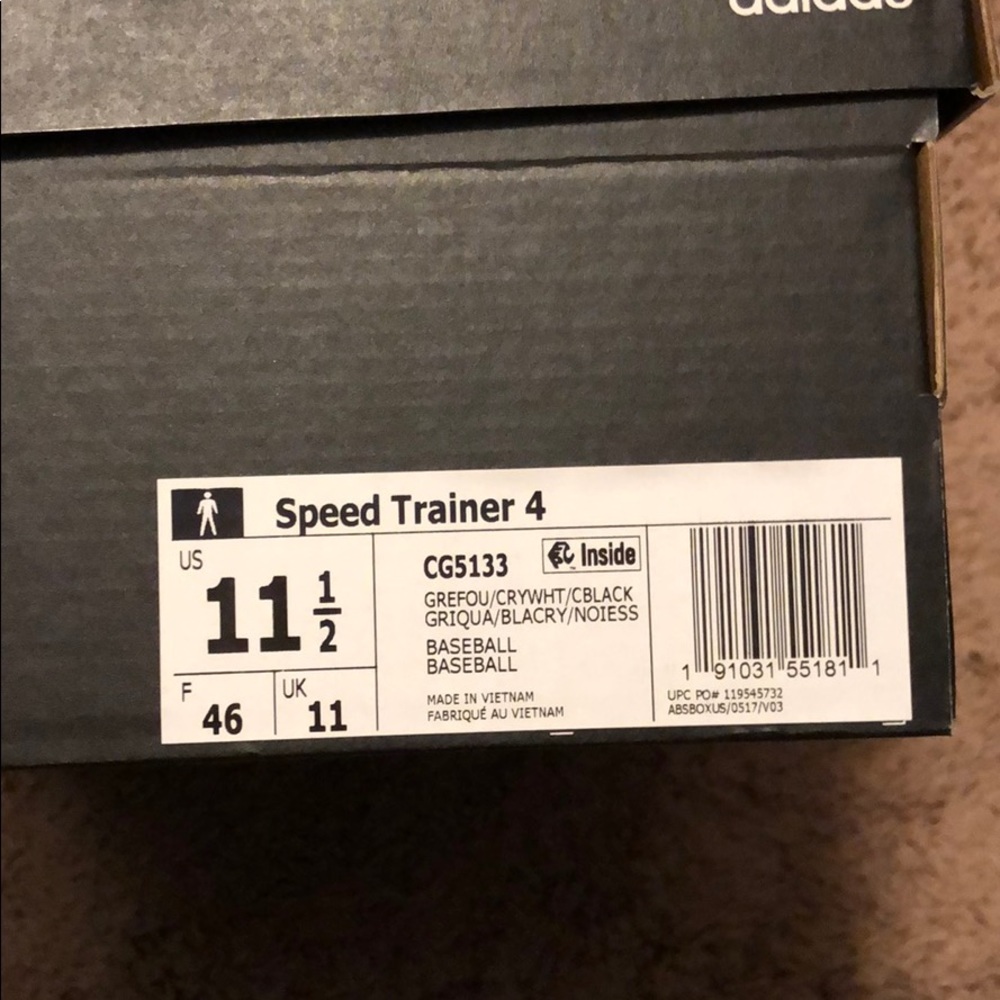 adidas
Speed Trainer 4
US
11 1/2
F
46
UK
11
CG5133
Inside
GREFOU/CRYWHT/CBLACK
GRIQUA/BLACRY/NOIESS
BASEBALL
BASEBALL
MADE IN VIETNAM
FABRIQUÉ AU VIETNAM
1 91031 55181 1
UPC PO# 119545732
ABSBOXUS/0517/V03